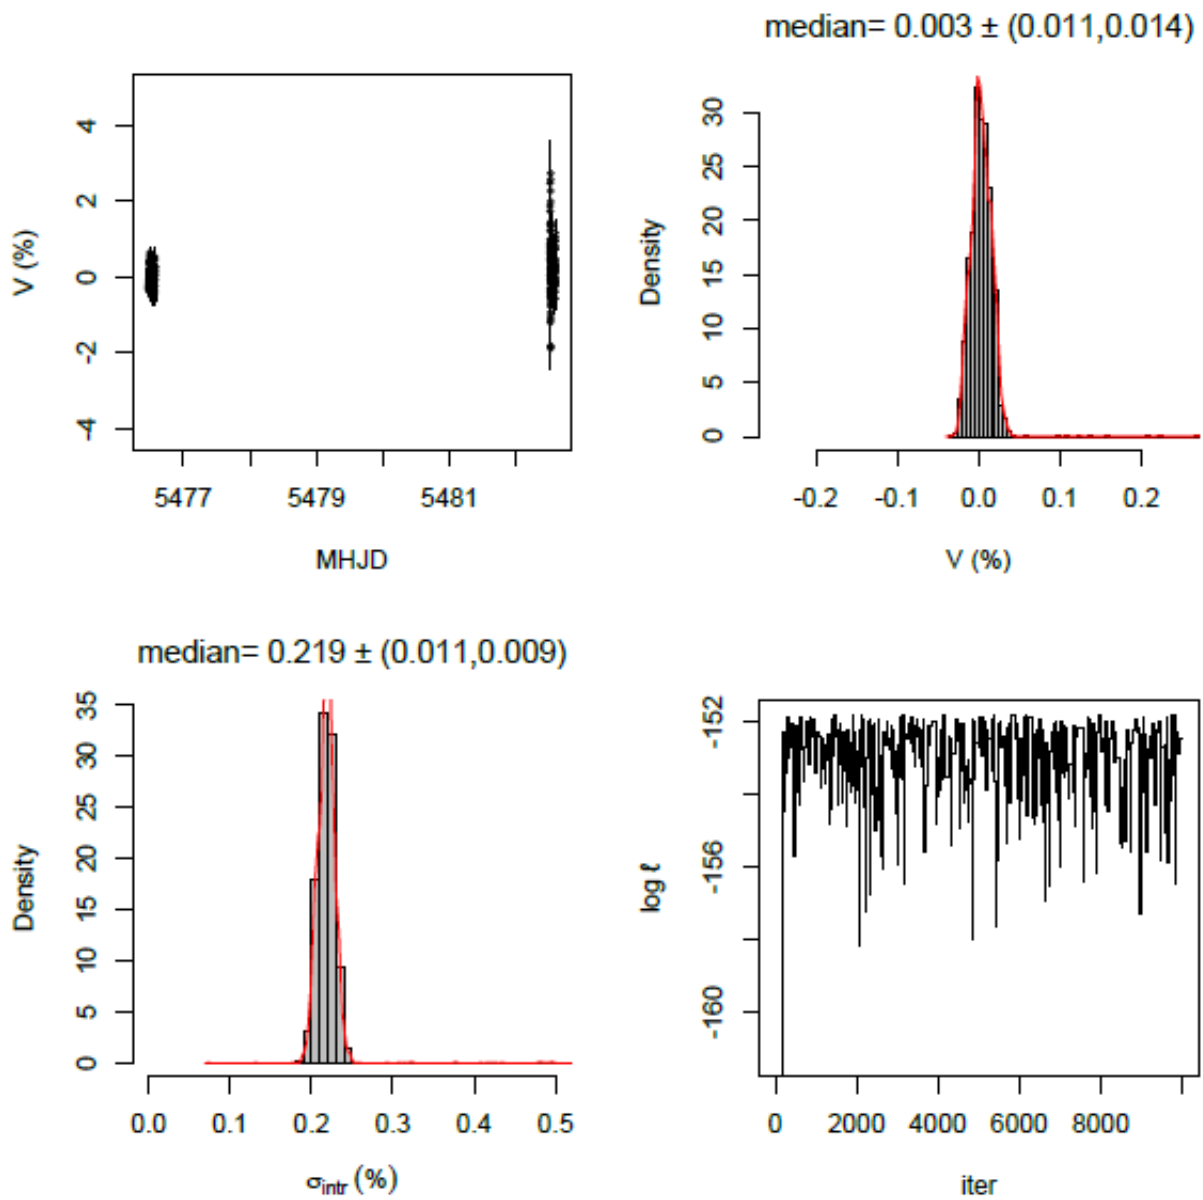 median= 0.003 ± (0.011,0.014)
V (%)
4
2
0
-2
-4
5477 5479 5481
MHJD
Density
30
25
20
15
10
5
0
-0.2 -0.1 0.0 0.1 0.2
V (%)
median= 0.219 ± (0.011,0.009)
Density
35
30
25
20
15
10
5
0
0.0 0.1 0.2 0.3 0.4 0.5
σintr (%)
log ℓ
-152
-156
-160
0 2000 4000 6000 8000
iter